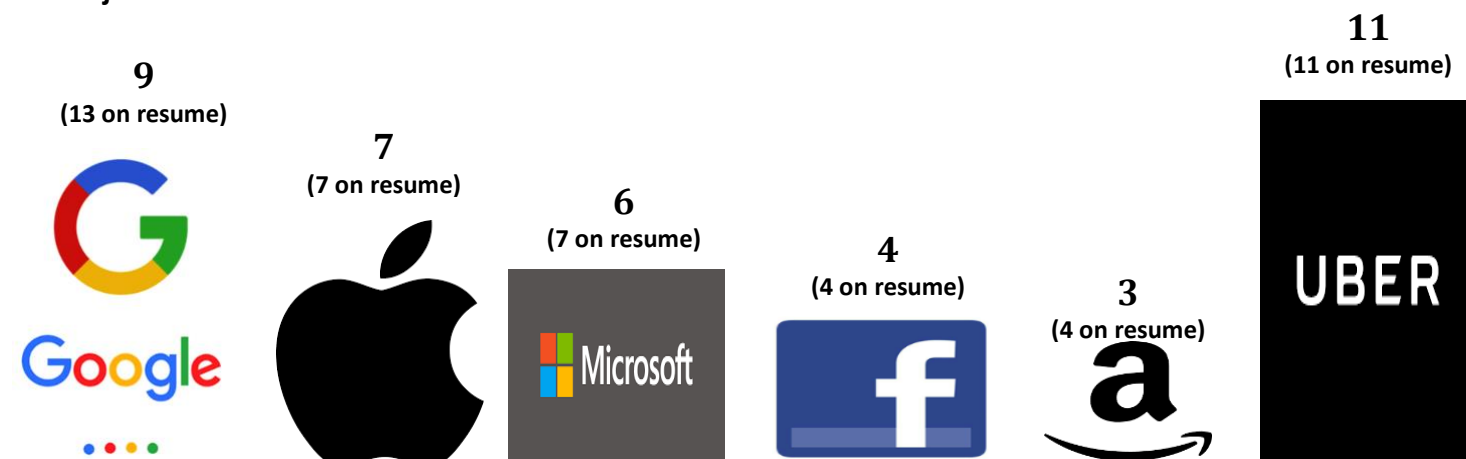 9
(13 on resume)
Google
7
(7 on resume)
6
(7 on resume)
Microsoft
4
(4 on resume)
f
3
(4 on resume)
a
11
(11 on resume)
UBER